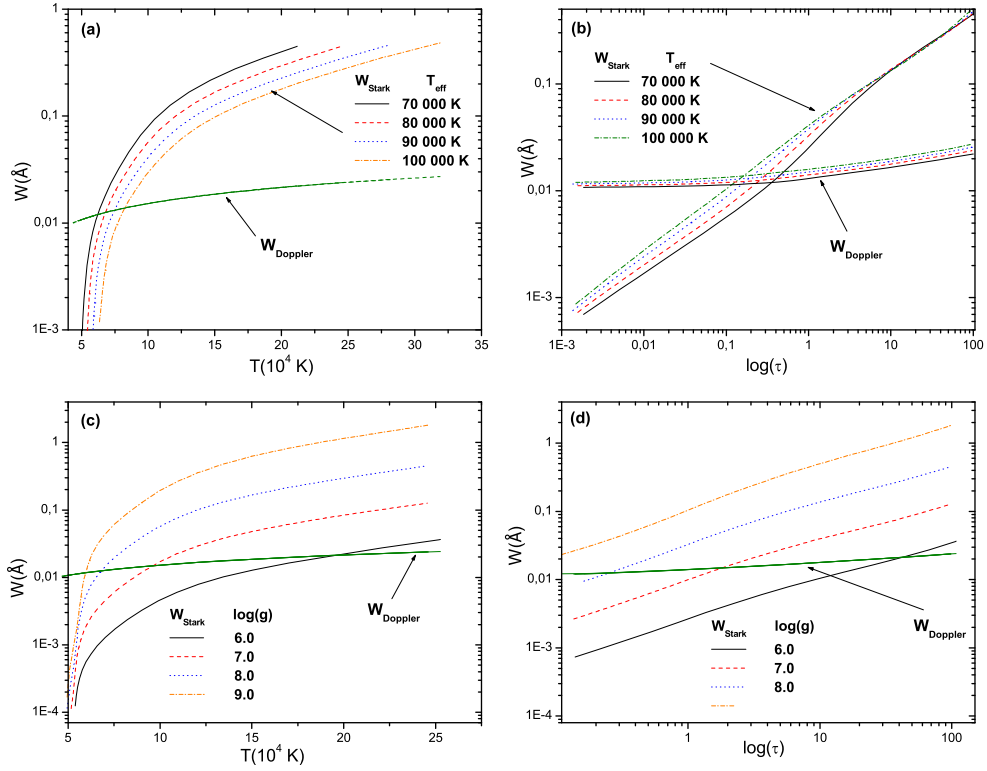 (a)
W(Å)
1
0,1
0,01
1E-3
W_Stark T_eff
70 000 K
80 000 K
90 000 K
100 000 K
W_Doppler
5 10 15 20 25 30 35
T(10^4 K)
(b)
W(Å)
0,1
0,01
1E-3
W_Stark T_eff
70 000 K
80 000 K
90 000 K
100 000 K
W_Doppler
1E-3 0,01 0,1 1 10 100
log(τ)
(c)
W(Å)
1
0,1
0,01
1E-3
1E-4
W_Doppler
W_Stark log(g)
6.0
7.0
8.0
9.0
5 10 15 20 25
T(10^4 K)
(d)
W(Å)
1
0,1
0,01
1E-3
1E-4
W_Doppler
W_Stark log(g)
6.0
7.0
8.0
1 10 100
log(τ)